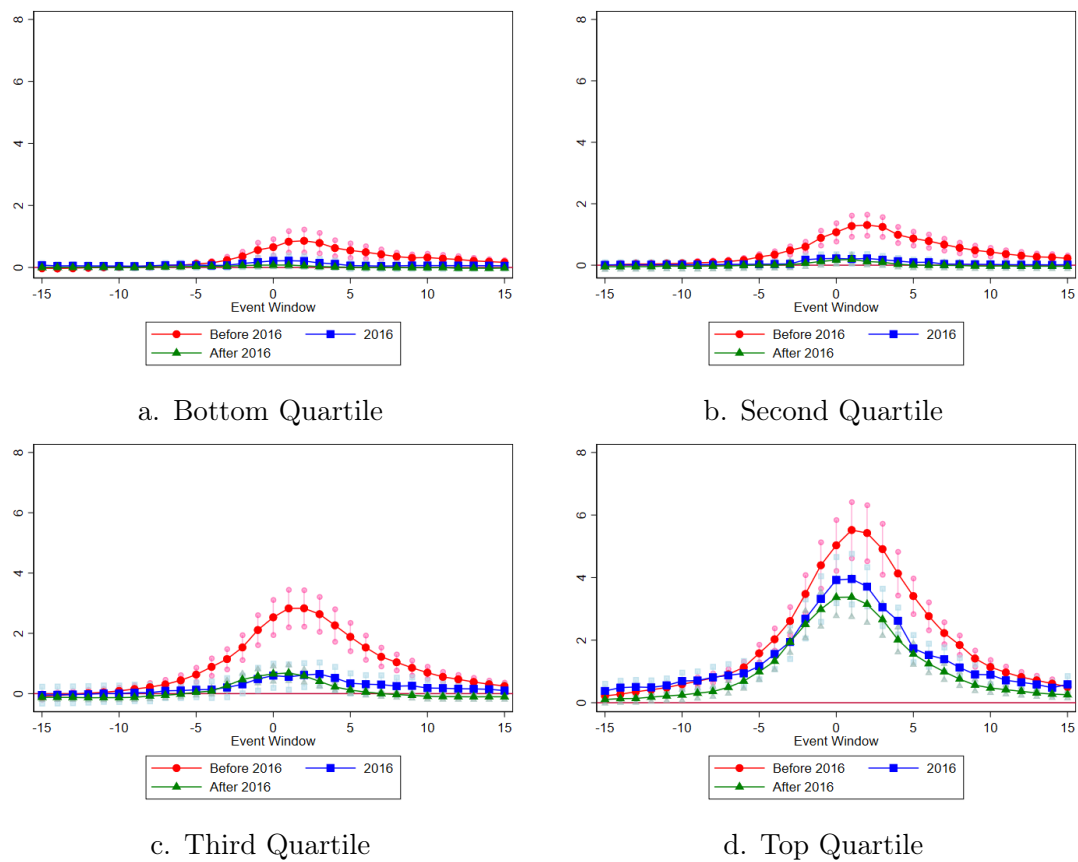 8
6
4
2
0
-15 -10 -5 0 5 10 15
Event Window
Before 2016 2016
After 2016
a. Bottom Quartile
8
6
4
2
0
-15 -10 -5 0 5 10 15
Event Window
Before 2016 2016
After 2016
b. Second Quartile
8
6
4
2
0
-15 -10 -5 0 5 10 15
Event Window
Before 2016 2016
After 2016
c. Third Quartile
8
6
4
2
0
-15 -10 -5 0 5 10 15
Event Window
Before 2016 2016
After 2016
d. Top Quartile